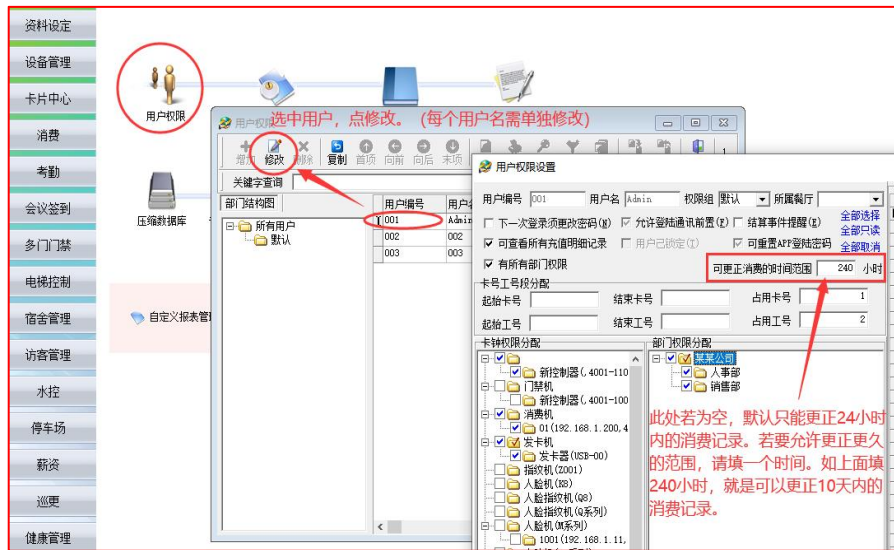 资料设定
设备管理
卡片中心
消费
考勤
会议签到
多门门禁
电梯控制
宿舍管理
访客管理
水控
停车场
薪资
巡更
健康管理
用户权限
压缩数据库
自定义报表管
用户权限
选中用户，点修改。（每个用户名需单独修改）
增加 修改 删除 复制 首项 向前 向后 末项
关键字查询
部门结构图
所有用户
默认
用户编号 用户名
001 Admin
002 002
003 003
用户权限设置
用户编号 001 用户名 Admin 权限组 默认 所属餐厅
下一次登录须更改密码(N) 允许登陆通讯前置(F) 结算事件提醒(E) 全部选择
可查看所有充值明细记录 用户已锁定(T) 可重置APP登陆密码 全部只读
全部取消
有所有部门权限 可更正消费的时间范围 240 小时
卡号工号段分配
起始卡号 结束卡号 占用卡号 1
起始工号 结束工号 占用工号 2
卡钟权限分配
新控制器(,4001-110
门禁机
新控制器(,4001-100
消费机
01(192.168.1.200,4
发卡机
发卡器(USB-00)
指纹机(Z001)
人脸机(K8)
人脸指纹机(Q8)
人脸指纹机(Q系列)
人脸机(M系列)
1001(192.168.1.11,
部门权限分配
某某公司
人事部
销售部
此处若为空，默认只能更正24小时
内的消费记录。若要允许更正更久
的范围，请填一个时间。如上面填
240小时，就是可以更正10天内的
消费记录。